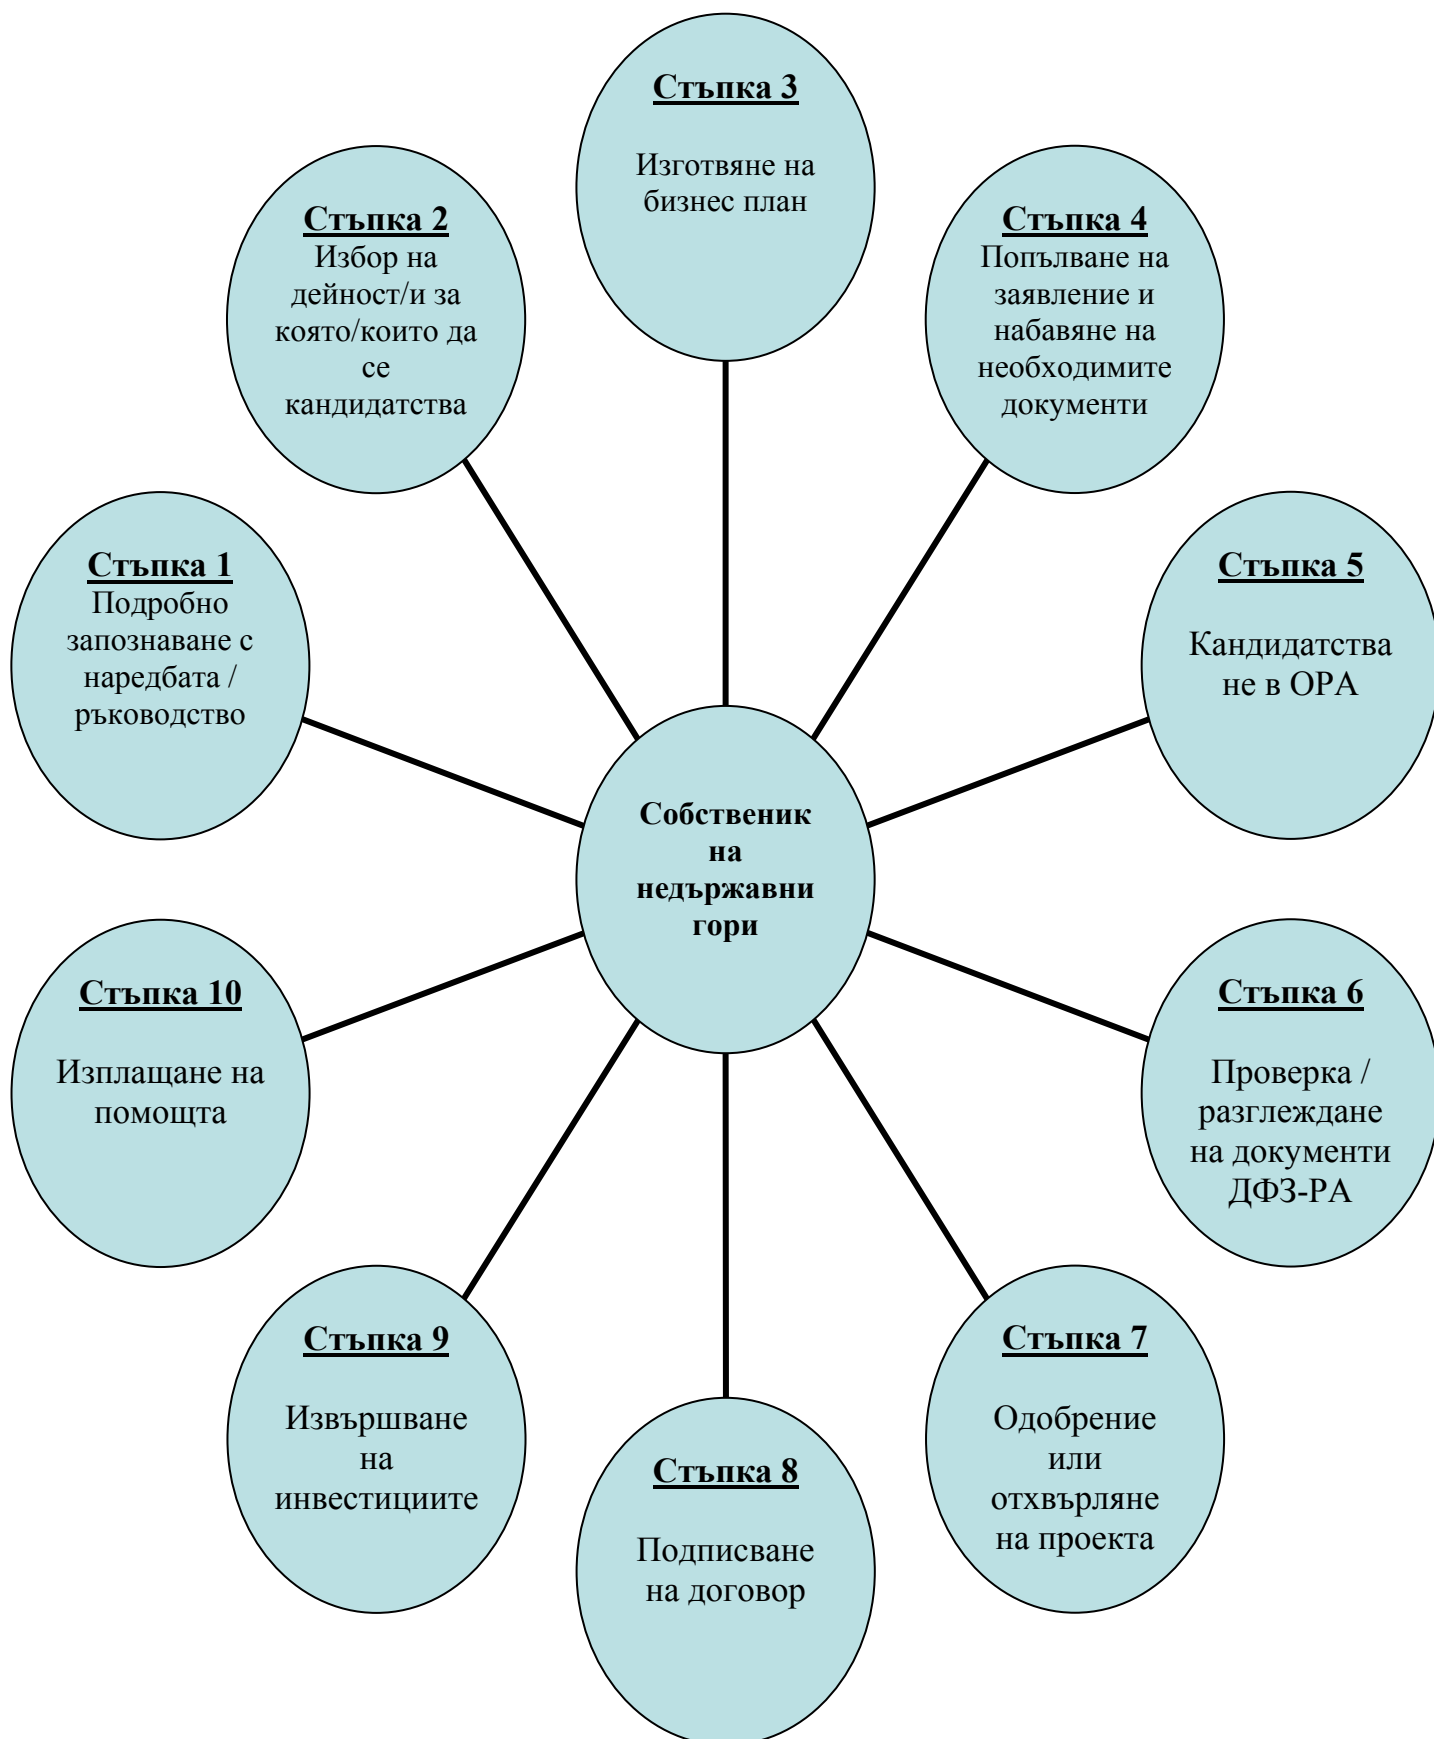 Стъпка 3
Изготвяне на
бизнес план
Стъпка 2
Избор на
дейност/и за
която/които да
се
кандидатства
Стъпка 4
Попълване на
заявление и
набавяне на
необходимите
документи
Стъпка 1
Подробно
запознаване с
наредбата /
ръководство
Стъпка 5
Кандидатства
не в ОРА
Собственик
на
недържавни
гори
Стъпка 10
Изплащане на
помощта
Стъпка 6
Проверка /
разглеждане
на документи
ДФЗ-РА
Стъпка 9
Извършване
на
инвестициите
Стъпка 7
Одобрение
или
отхвърляне
на проекта
Стъпка 8
Подписване
на договор